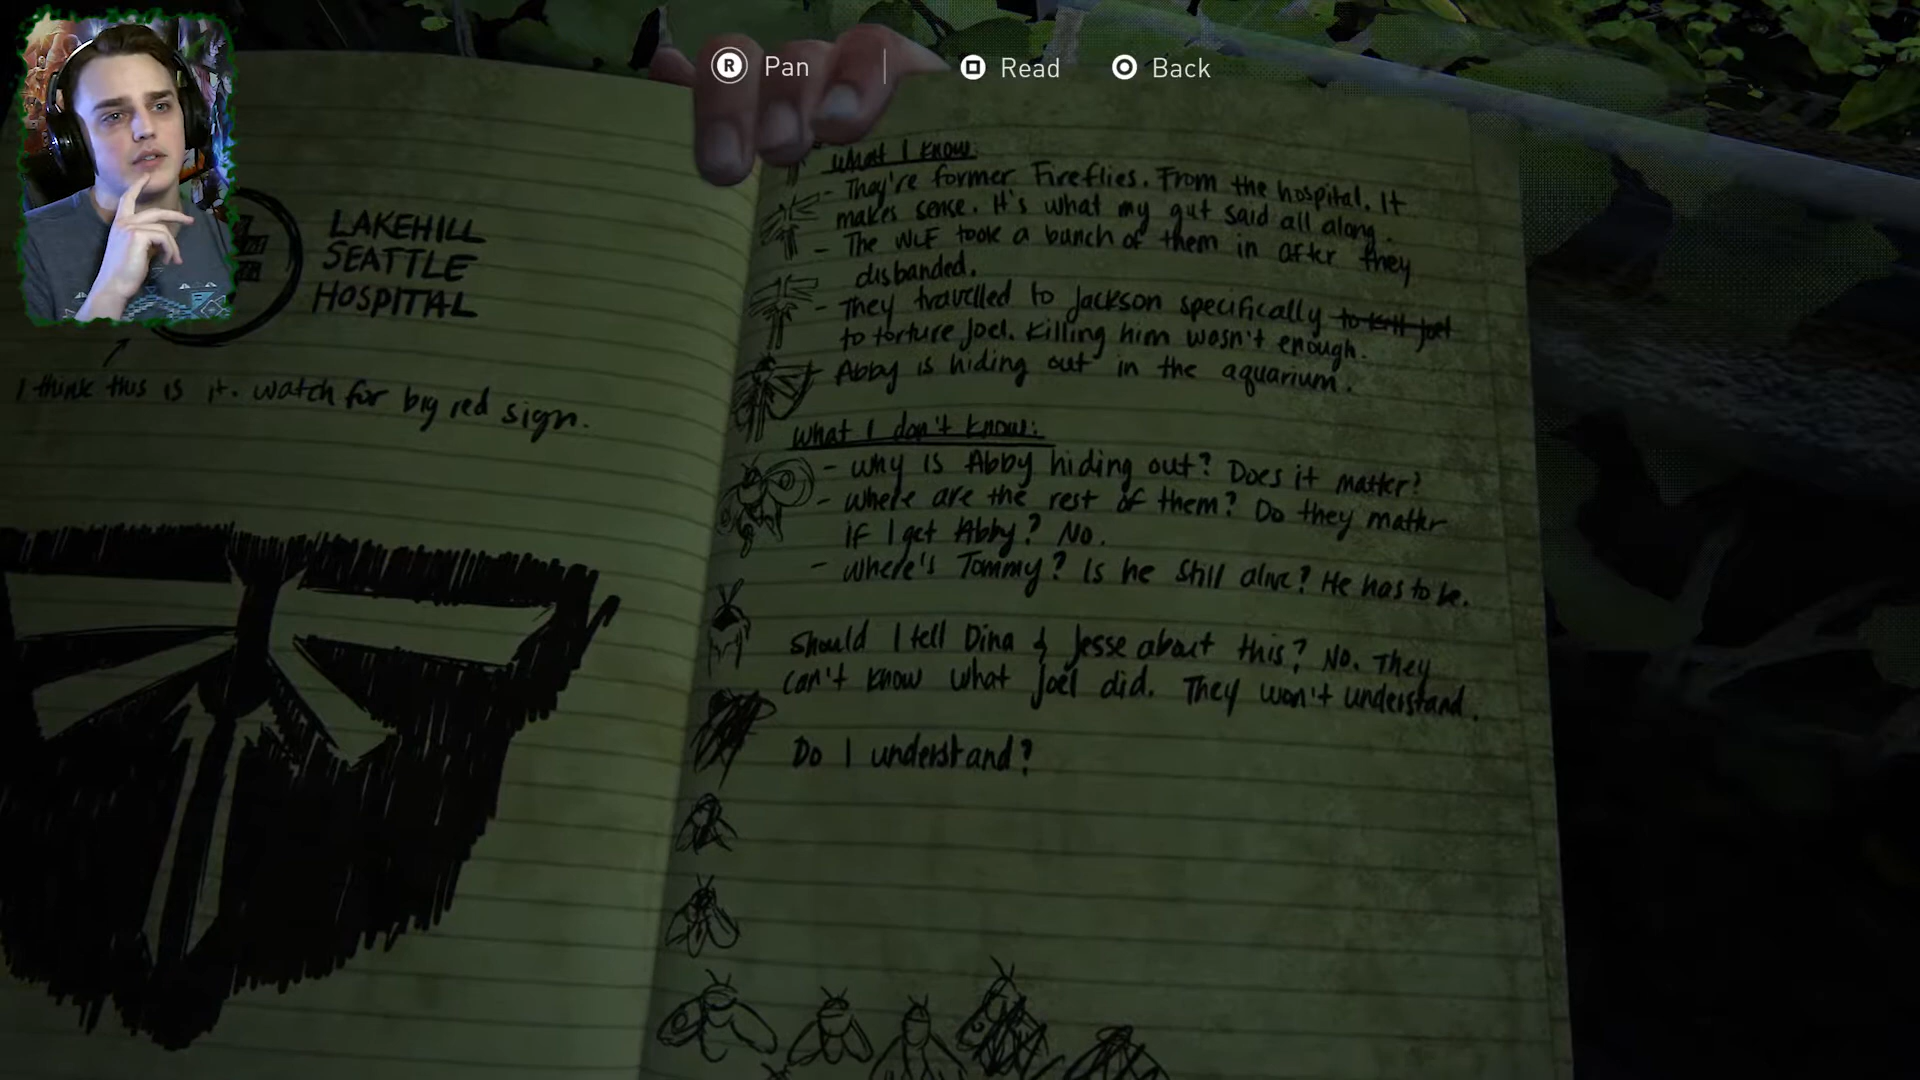 R Pan
Read
Back
LAKEHILL
SEATTLE
HOSPITAL
I think this is it. watch for big red sign.
What I know
- They're former Fireflies. From the hospital. It
makes sense. It's what my gut said all along.
- The WLF took a bunch of them in after they
disbanded.
- They travelled to Jackson specifically to kill Joel
to torture Joel. Killing him wasn't enough.
- Abby is hiding out in the aquarium.
What I don't know:
- why is Abby hiding out? Does it matter?
- where are the rest of them? Do they matter
if I get Abby? No.
- where's Tommy? Is he still alive? He has to be.
Should I tell Dina & Jesse about this? No. They
can't know what Joel did. They won't understand.
Do I understand?